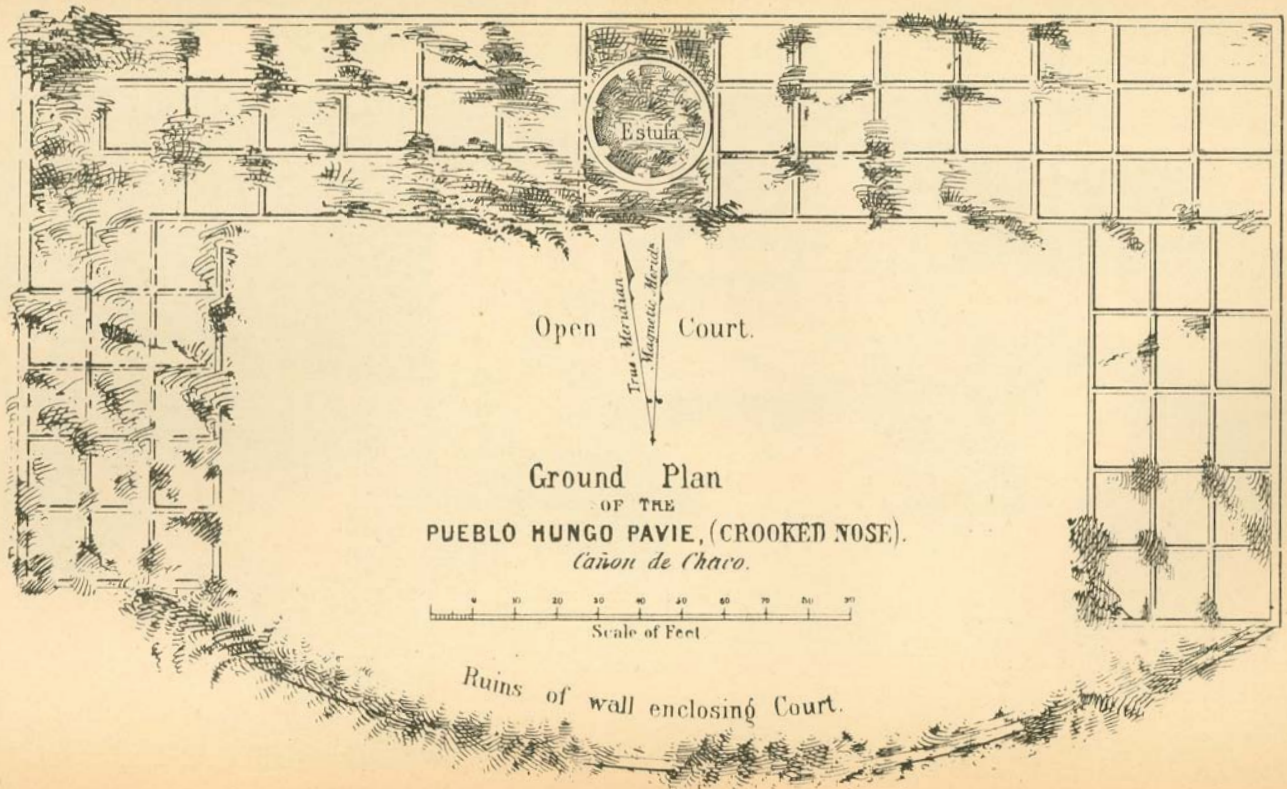 Estufa
True Meridian.
Magnetic Merid.
Open Court.
Ground Plan
OF THE
PUEBLO HUNGO PAVIE, (CROOKED NOSE).
Cañon de Chaco.
0 10 20 30 40 50 60 70 80 90
Scale of Feet
Ruins of wall enclosing Court.